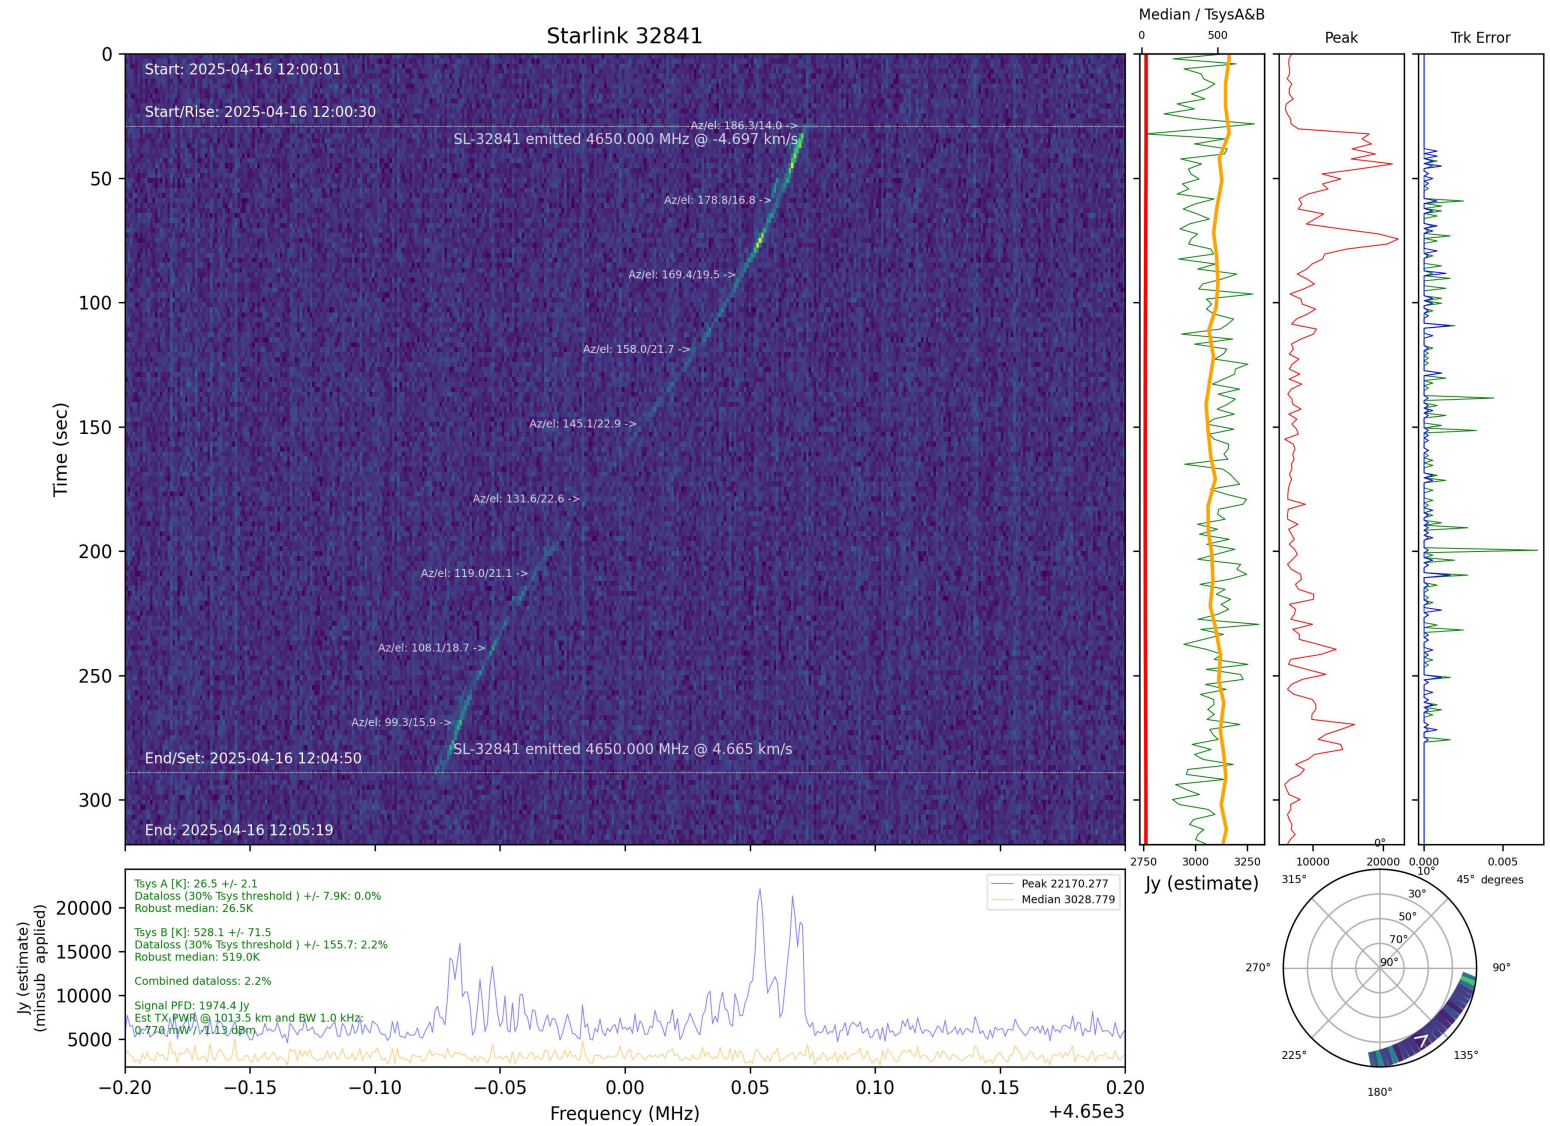 Starlink 32841
Start: 2025-04-16 12:00:01
Start/Rise: 2025-04-16 12:00:30
Az/el: 186.3/14.0 ->
SL-32841 emitted 4650.000 MHz @ -4.697 km/s
Az/el: 178.8/16.8 ->
Az/el: 169.4/19.5 ->
Az/el: 158.0/21.7 ->
Az/el: 145.1/22.9 ->
Az/el: 131.6/22.6 ->
Az/el: 119.0/21.1 ->
Az/el: 108.1/18.7 ->
Az/el: 99.3/15.9 ->
SL-32841 emitted 4650.000 MHz @ 4.665 km/s
End/Set: 2025-04-16 12:04:50
End: 2025-04-16 12:05:19
0
50
100
150
200
250
300
Time (sec)
Median / TsysA&B
0 500
2750 3000 3250
Jy (estimate)
Peak
10000 20000
Trk Error
0.000 0.005
degrees
Tsys A [K]: 26.5 +/- 2.1
Dataloss (30% Tsys threshold ) +/- 7.9K: 0.0%
Robust median: 26.5K
Tsys B [K]: 528.1 +/- 71.5
Dataloss (30% Tsys threshold ) +/- 155.7: 2.2%
Robust median: 519.0K
Combined dataloss: 2.2%
Signal PFD: 1974.4 Jy
Est TX PWR @ 1013.5 km and BW 1.0 kHz:
0.770 mW / -1.13 dBm
Peak 22170.277
Median 3028.779
20000
15000
10000
5000
Jy (estimate)
(minsub applied)
−0.20 −0.15 −0.10 −0.05 0.00 0.05 0.10 0.15 0.20
Frequency (MHz)
+4.65e3
0°
10°
30°
50°
70°
90°
45°
90°
135°
180°
225°
270°
315°